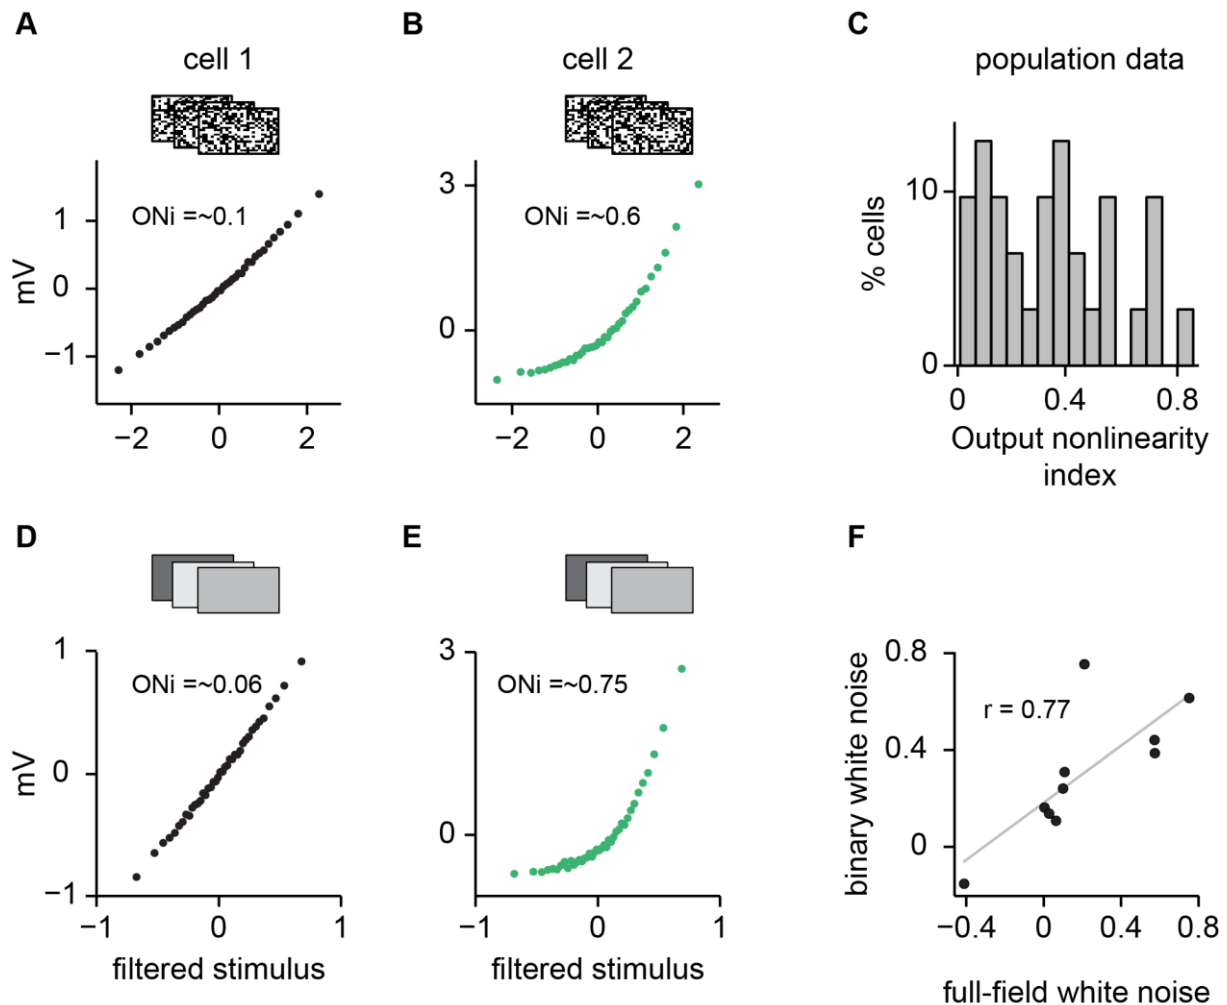 A
cell 1
ONi =~0.1
mV
1
0
−1
−2 0 2
B
cell 2
ONi =~0.6
3
0
−2 0 2
C
population data
% cells
10
0
0 0.4 0.8
Output nonlinearity
index
D
ONi =~0.06
mV
1
0
−1
−1 0 1
filtered stimulus
E
ONi =~0.75
3
0
−1 0 1
filtered stimulus
F
r = 0.77
binary white noise
0.8
0.4
0
−0.4 0 0.4 0.8
full-field white noise